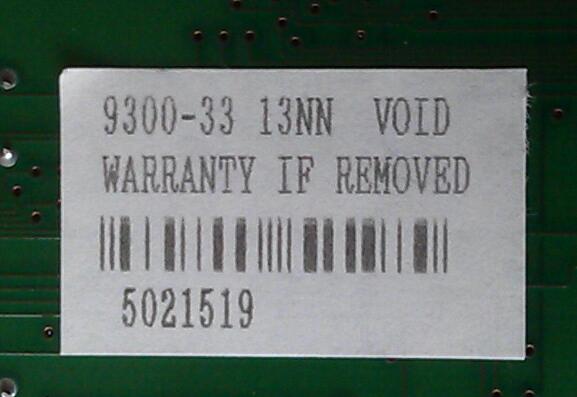 9300-33 13NN VOID
WARRANTY IF REMOVED
5021519